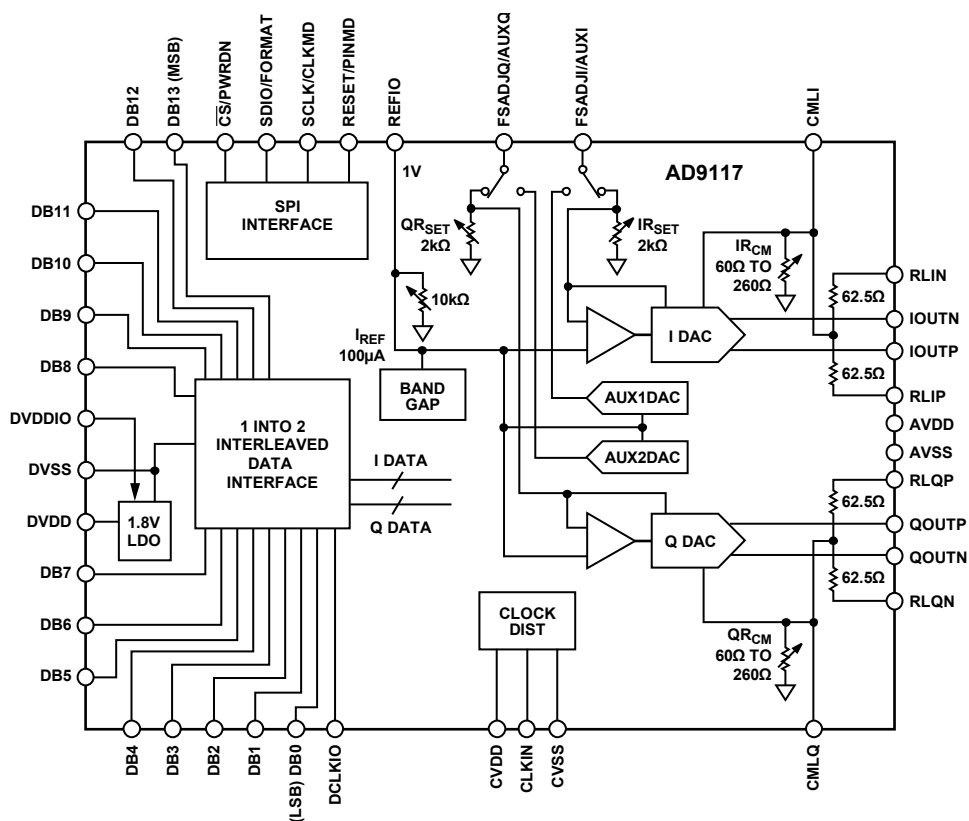 DB12
DB13 (MSB)
CS/PWRDN
SDIO/FORMAT
SCLK/CLKMD
RESET/PINMD
REFIO
FSADJQ/AUXQ
FSADJI/AUXI
CMLI
1V
AD9117
SPI
INTERFACE
DB11
DB10
DB9
DB8
DVDDIO
DVSS
DVDD
DB7
DB6
DB5
QRSET
2kΩ
IRSET
2kΩ
IRCM
60Ω TO
260Ω
10kΩ
IREF
100µA
BAND
GAP
I DAC
62.5Ω
62.5Ω
RLIN
IOUTN
IOUTP
RLIP
AVDD
AVSS
RLQP
QOUTP
QOUTN
RLQN
AUX1DAC
AUX2DAC
1 INTO 2
INTERLEAVED
DATA
INTERFACE
I DATA
Q DATA
1.8V
LDO
Q DAC
62.5Ω
62.5Ω
CLOCK
DIST
QRCM
60Ω TO
260Ω
DB4
DB3
DB2
DB1
(LSB) DB0
DCLKIO
CVDD
CLKIN
CVSS
CMLQ